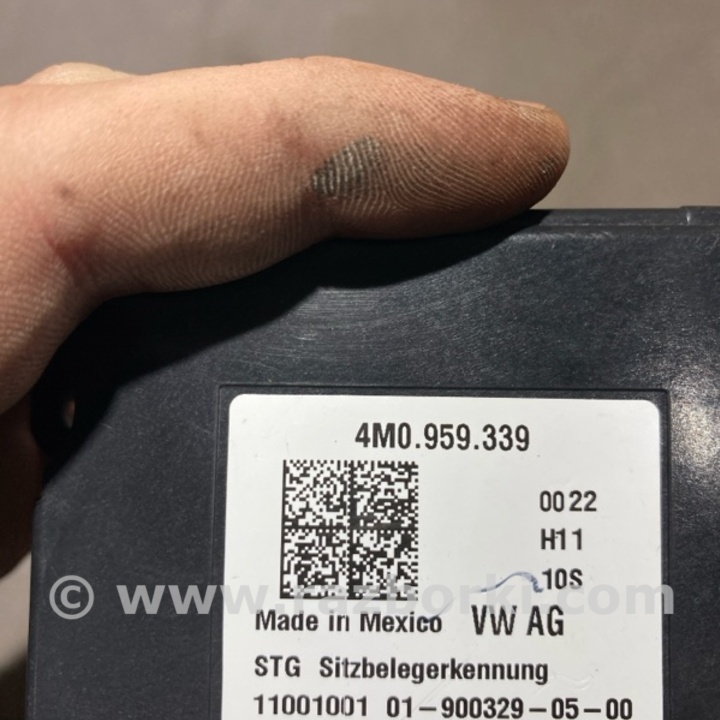 4M0.959.339
0022
H11
10S
© www.razborki.com
Made in Mexico VW AG
STG Sitzbelegerkennung
11001001 01-900329-05-00